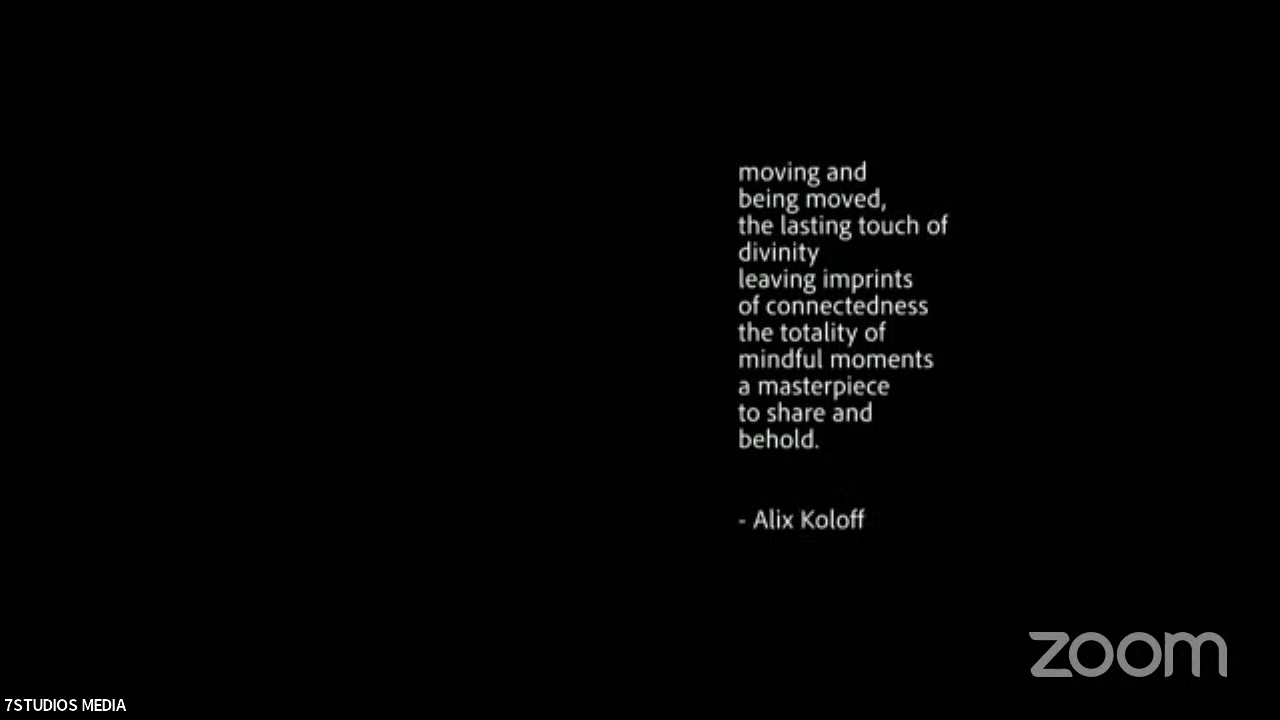 moving and
being moved,
the lasting touch of
divinity
leaving imprints
of connectedness
the totality of
mindful moments
a masterpiece
to share and
behold.
- Alix Koloff
zoom
7STUDIOS MEDIA